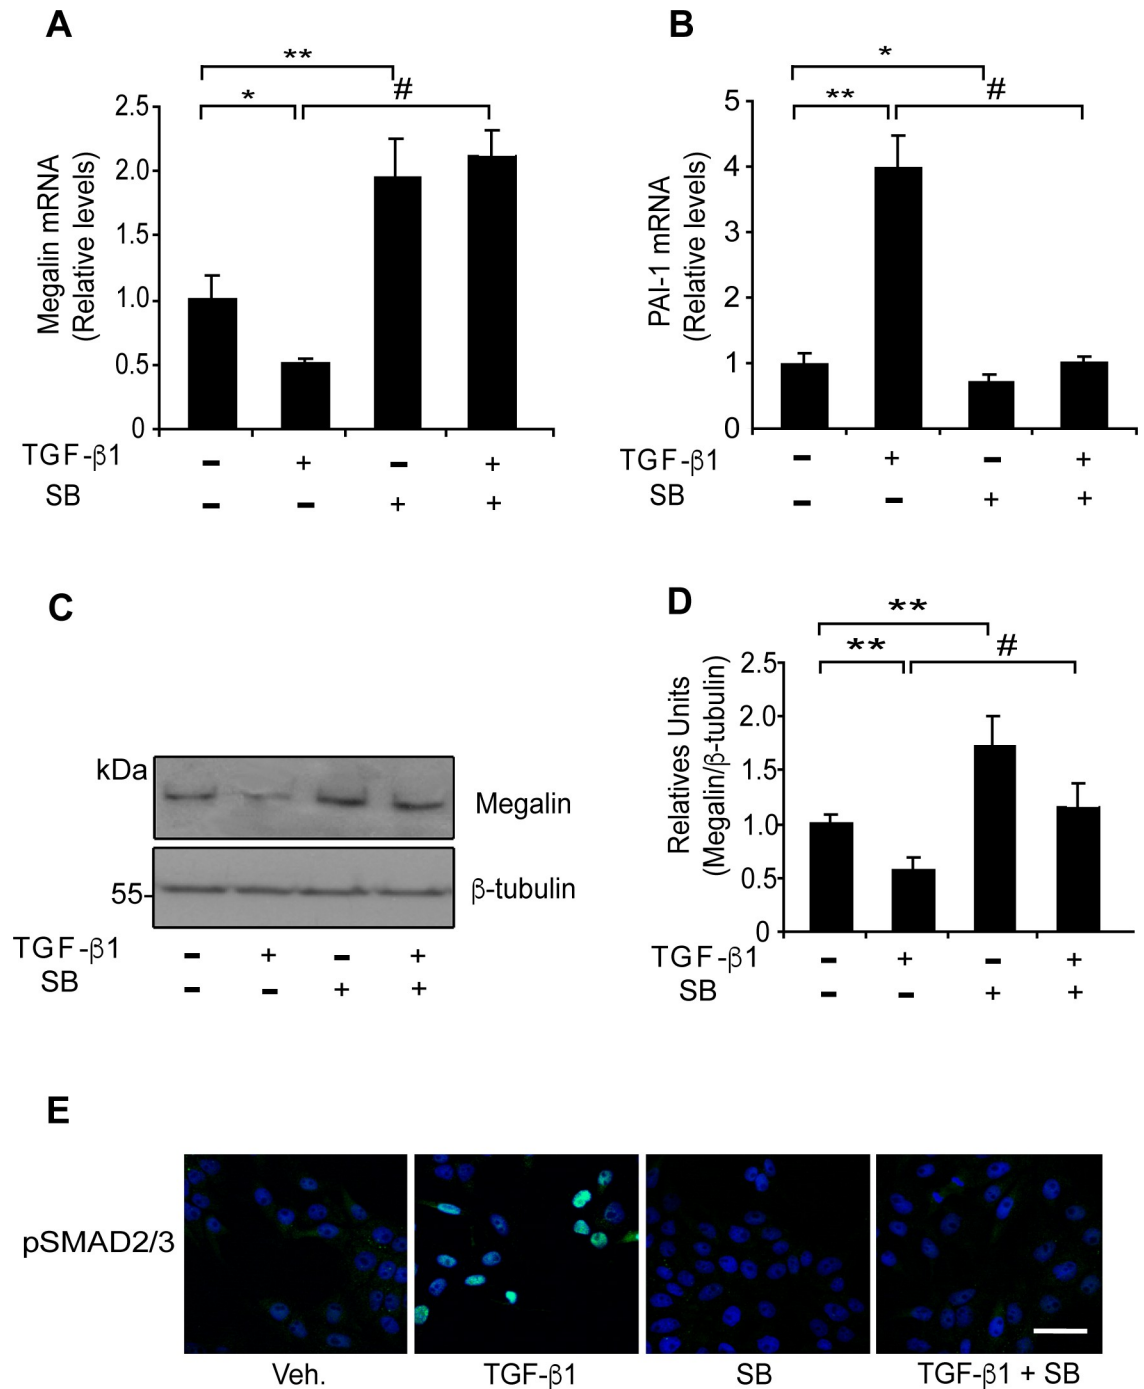 A
**
*
#
Megalin mRNA
(Relative levels)
2.5
2.0
1.5
1.0
0.5
0
TGF-β1 - + - +
SB - - + +
B
*
**
#
PAI-1 mRNA
(Relative levels)
5
4
3
2
1
0
TGF-β1 - + - +
SB - - + +
C
kDa
Megalin
55-
β-tubulin
TGF-β1 - + - +
SB - - + +
D
**
**
#
Relatives Units
(Megalin/β-tubulin)
2.5
2.0
1.5
1.0
0.5
0
TGF-β1 - + - +
SB - - + +
E
pSMAD2/3
Veh. TGF-β1 SB TGF-β1 + SB